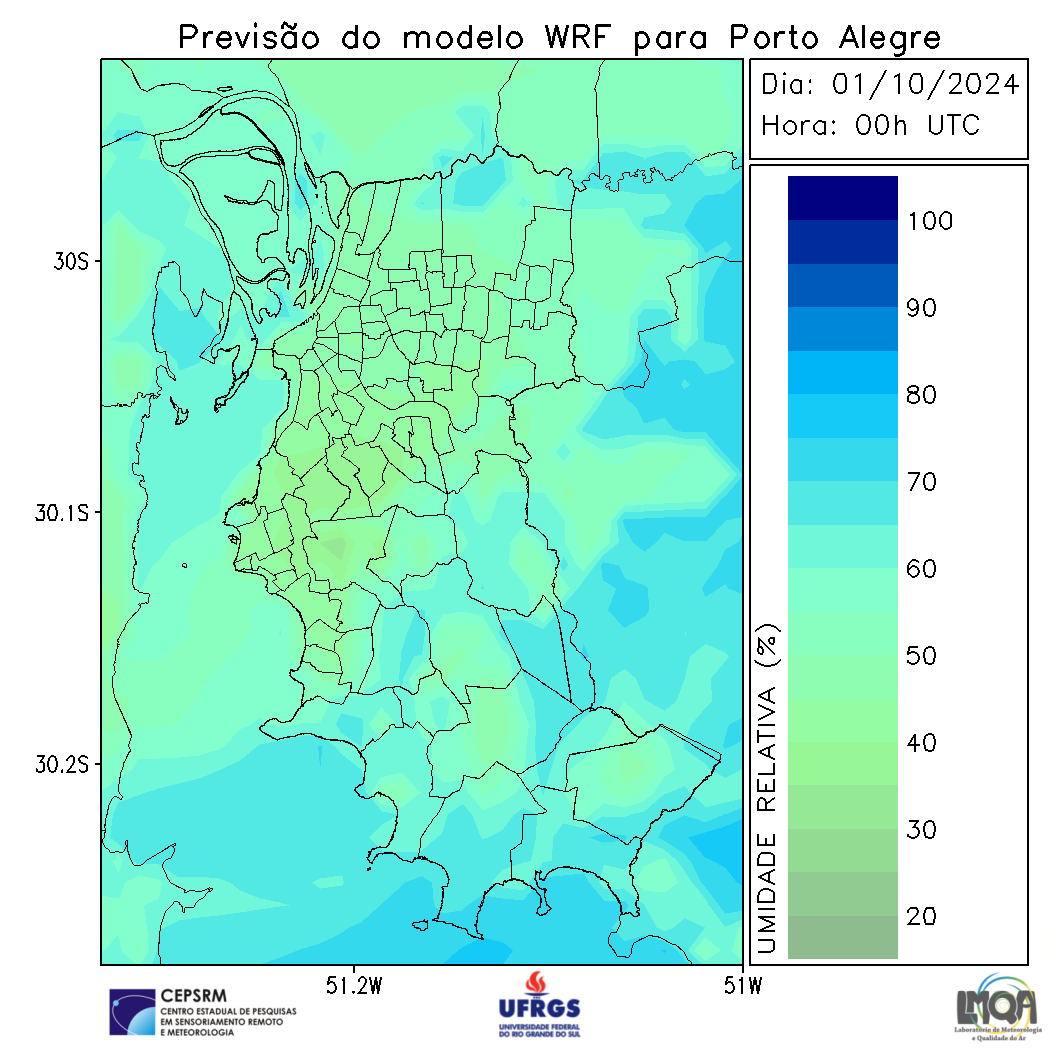 Previsão do modelo WRF para Porto Alegre
Dia: 01/10/2024
Hora: 00h UTC
30S
30.1S
30.2S
51.2W
51W
100
90
80
70
60
50
40
30
20
UMIDADE RELATIVA (%)
CEPSRM
CENTRO ESTADUAL DE PESQUISAS
EM SENSORIAMENTO REMOTO
E METEOROLOGIA
UFRGS
UNIVERSIDADE FEDERAL
DO RIO GRANDE DO SUL
LMQA
Laboratório de Meteorologia
e Qualidade do Ar